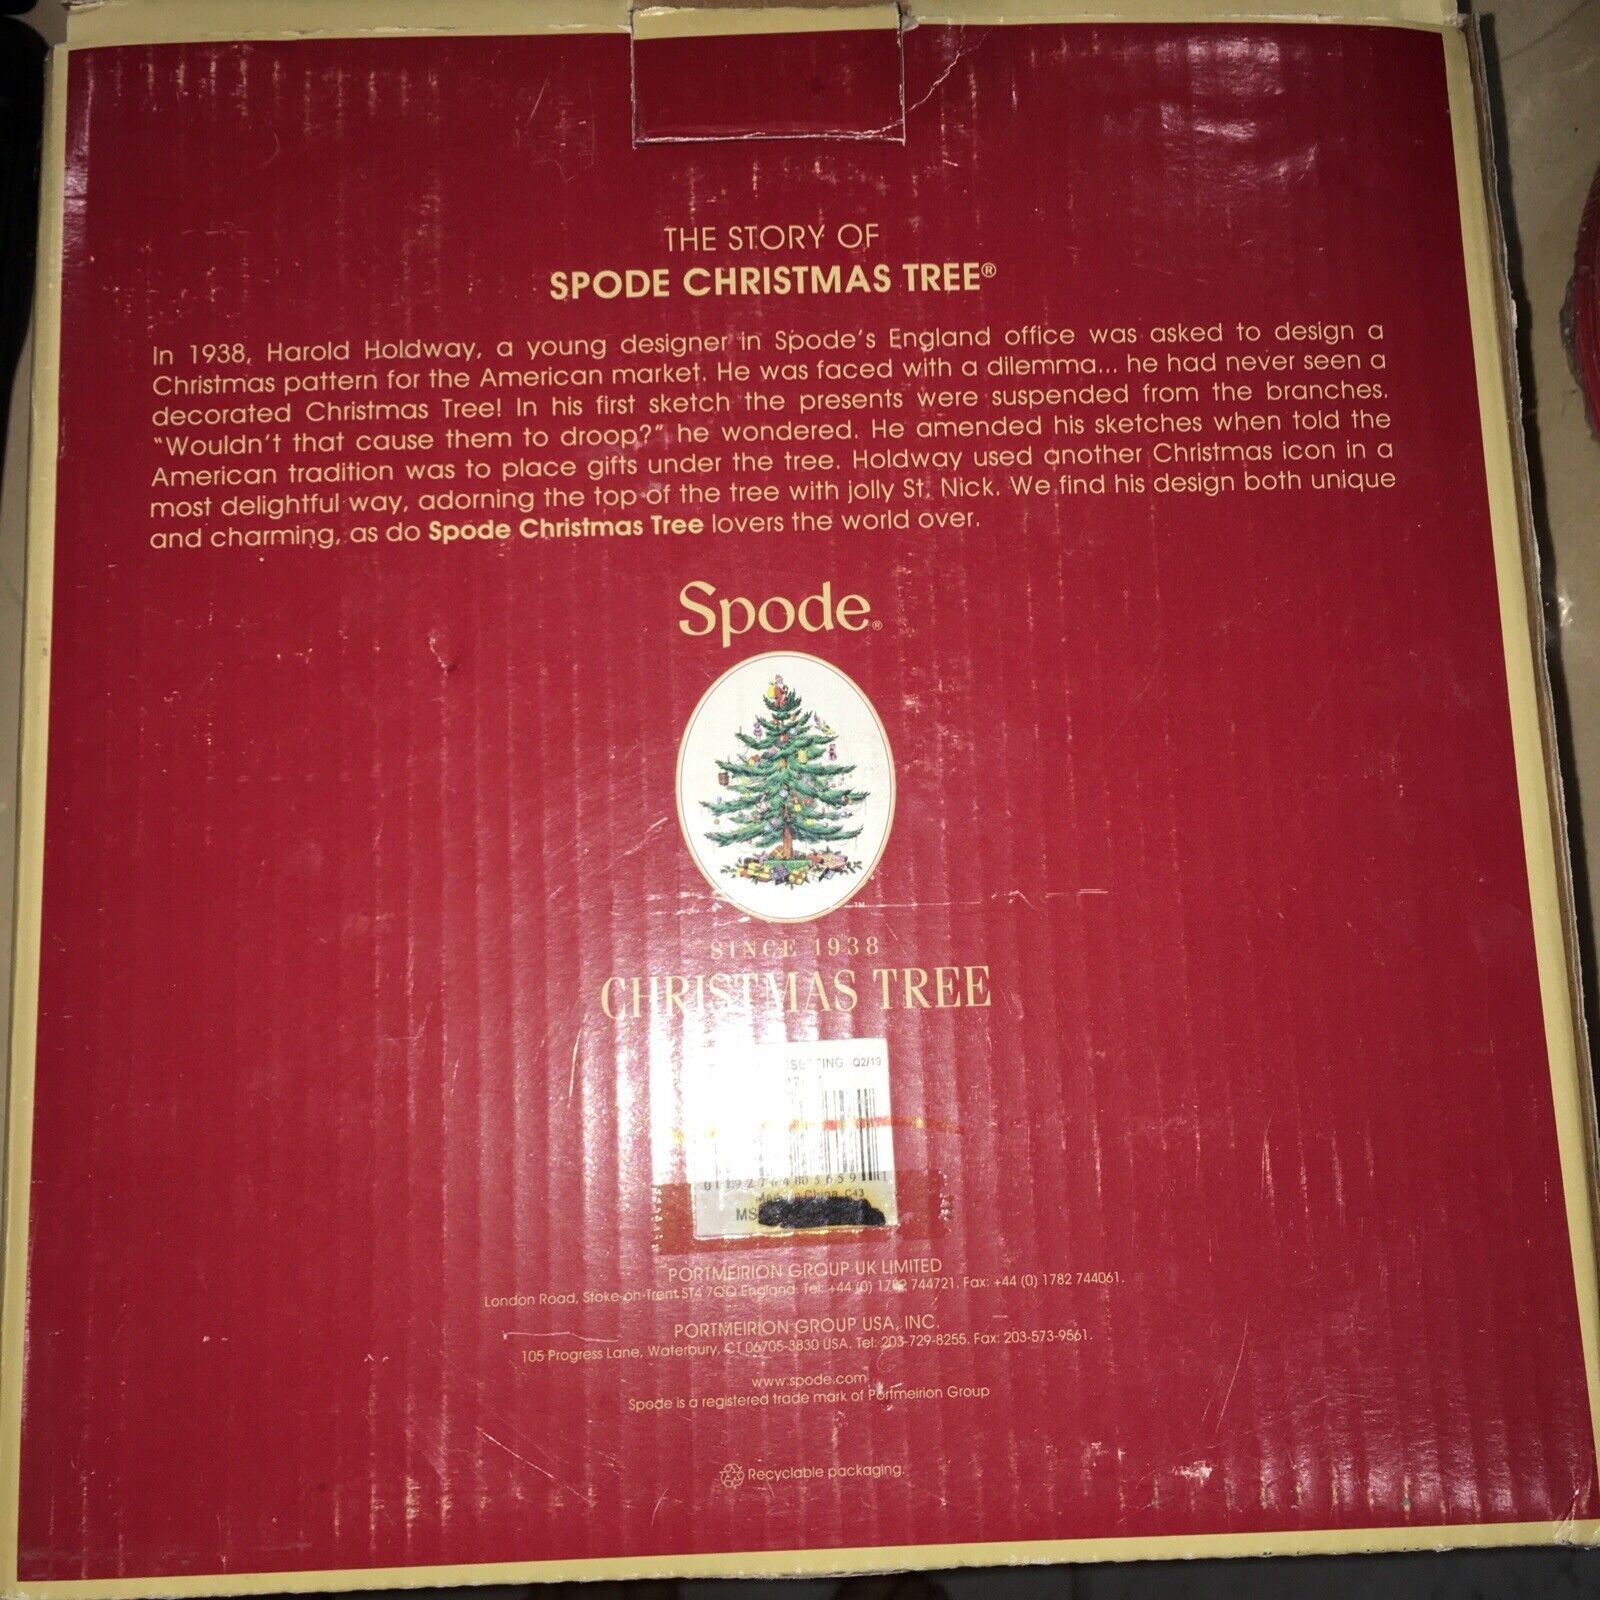 THE STORY OF
SPODE CHRISTMAS TREE®
In 1938, Harold Holdway, a young designer in Spode's England office was asked to design a
Christmas pattern for the American market. He was faced with a dilemma... he had never seen a
decorated Christmas Tree! In his first sketch the presents were suspended from the branches.
"Wouldn't that cause them to droop?" he wondered. He amended his sketches when told the
American tradition was to place gifts under the tree. Holdway used another Christmas icon in a
most delightful way, adorning the top of the tree with jolly St. Nick. We find his design both unique
and charming, as do Spode Christmas Tree lovers the world over.
Spode®
TM
SINCE 1938
CHRISTMAS TREE
Q2/19
Made in China C43
MS
PORTMEIRION GROUP UK LIMITED
London Road, Stoke-on-Trent ST4 7QQ England. Tel: +44 (0) 1782 744721. Fax: +44 (0) 1782 744061.
PORTMEIRION GROUP USA, INC.
105 Progress Lane, Waterbury, CT 06705-3830 USA. Tel: 203-729-8255. Fax: 203-573-9561.
www.spode.com
Spode is a registered trade mark of Portmeirion Group
Recyclable packaging.